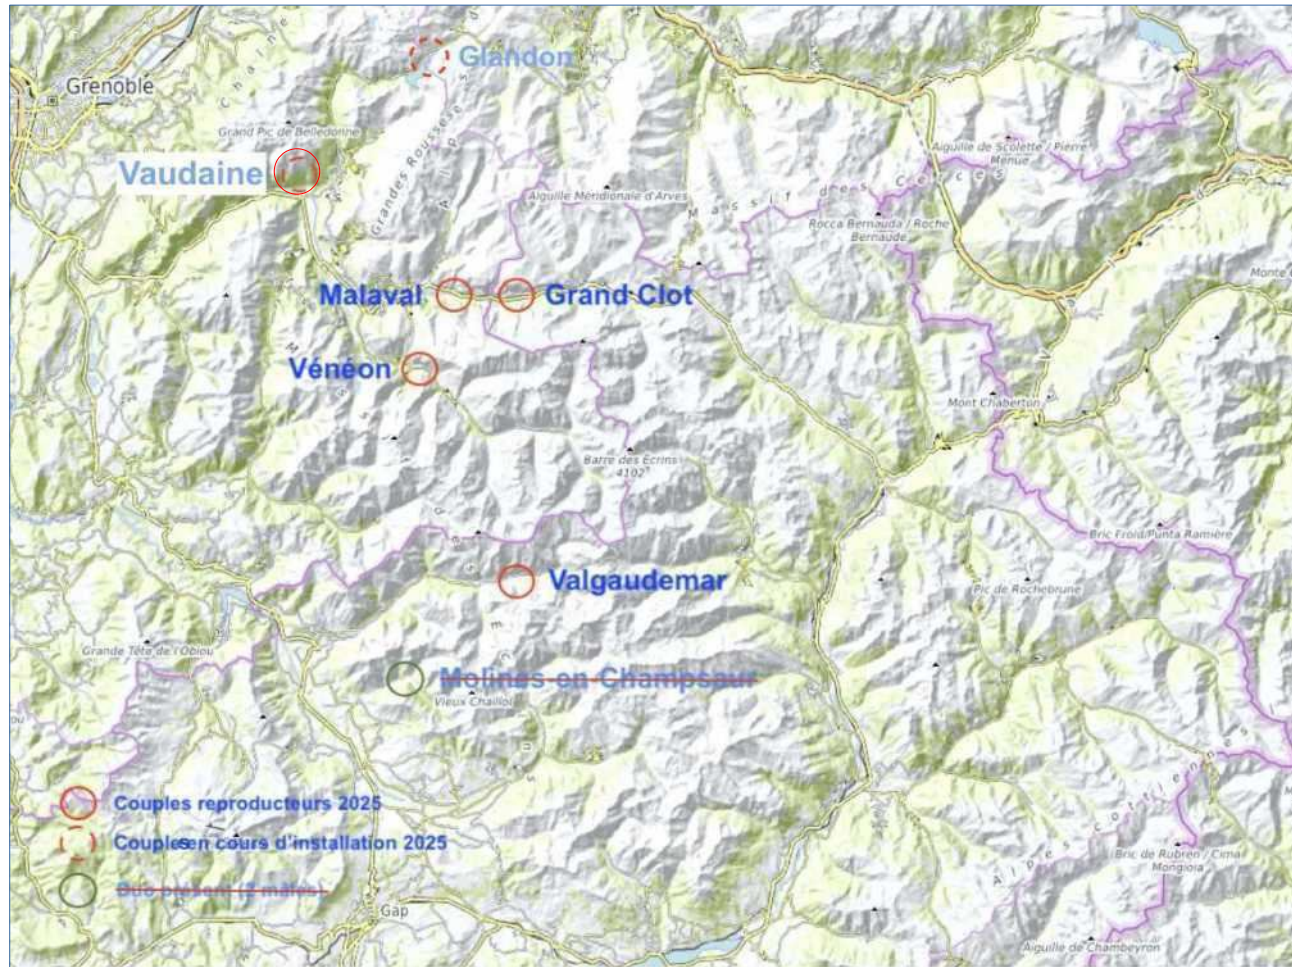 Glandon
Grenoble
Grand Pic de Belledonne
Vaudaine
Grandes Rousses
Aiguille de Scolette / Pierre
Menue
Aiguille Méridionale d'Arves
Massif des Cerces
Rocca Bernauda / Roche
Bernaude
Malaval
Grand Clot
Vénéon
Mont Chaberton
Barre des Écrins
4102
Bric Froid/Punta Ramière
Valgaudemar
Pic de Rochebrune
Grande Tête de l'Obiou
Molines en Champsaur
Vieux Chaillol
Couples reproducteurs 2025
Couples en cours d'installation 2025
Alpes cottiennes
Bric de Rubren / Cima
Mongioia
Gap
Aiguille de Chambeyron